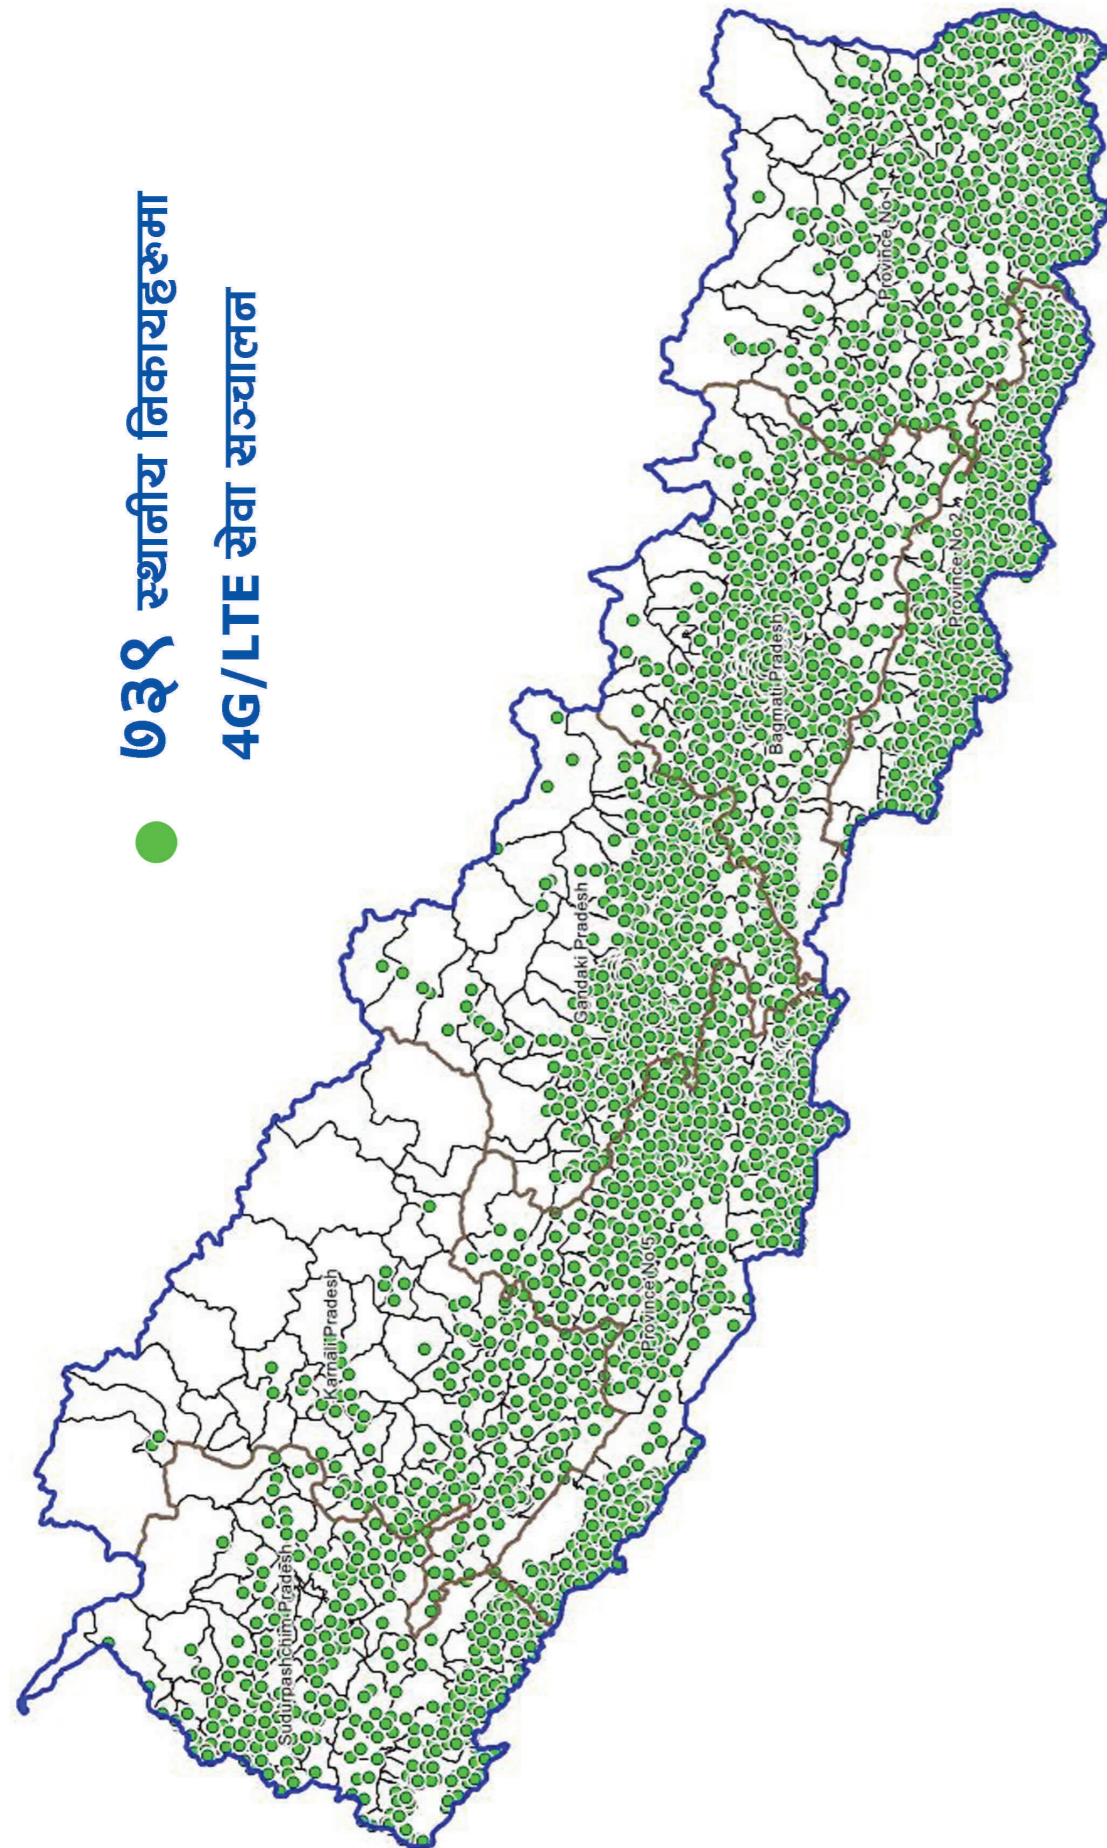 ७३१ स्थानीय निकायहरूमा
4G/LTE सेवा सञ्चालन
Sudurpashchim Pradesh
Karnali Pradesh
Gandaki Pradesh
Province No 5
Bagmati Pradesh
Province No 2
Province No 1